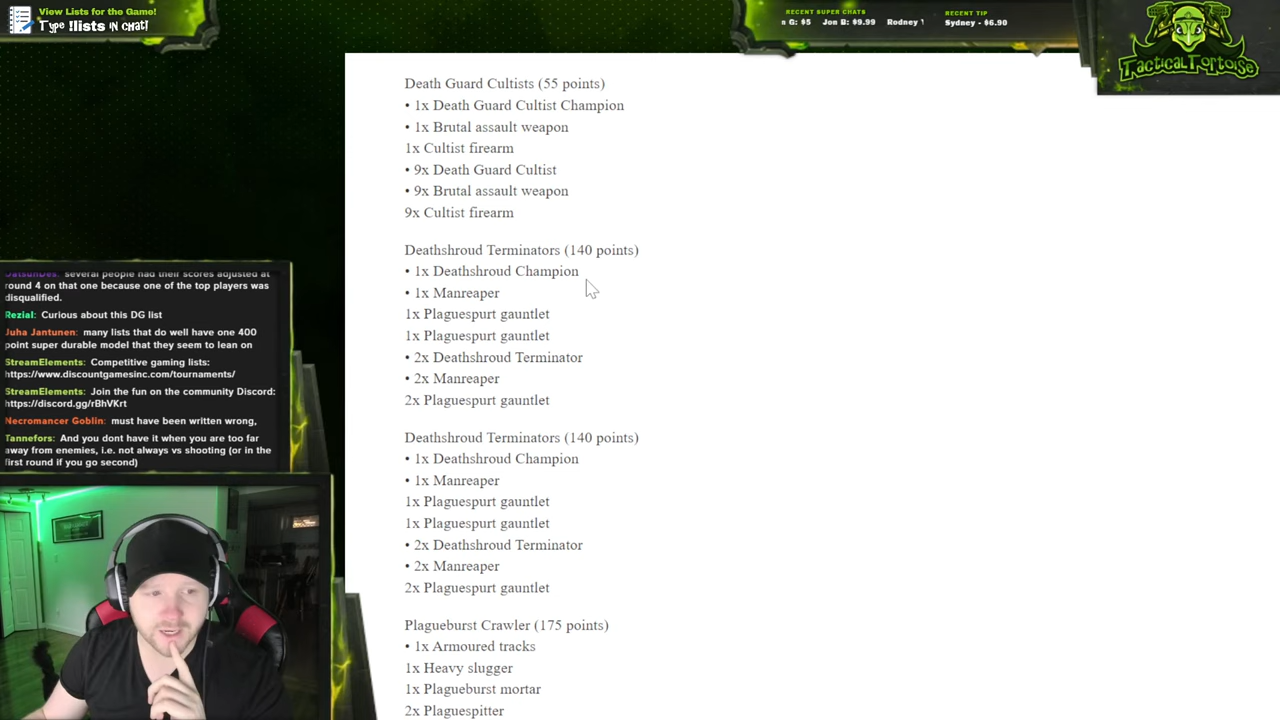 View Lists for the Game!
Type !lists in chat!
RECENT SUPER CHATS
n G: $5 Jon B: $9.99 Rodney
RECENT TIP
Sydney - $6.90
TacticalTortoise
Death Guard Cultists (55 points)
• 1x Death Guard Cultist Champion
• 1x Brutal assault weapon
1x Cultist firearm
• 9x Death Guard Cultist
• 9x Brutal assault weapon
9x Cultist firearm
Deathshroud Terminators (140 points)
• 1x Deathshroud Champion
• 1x Manreaper
1x Plaguespurt gauntlet
1x Plaguespurt gauntlet
• 2x Deathshroud Terminator
• 2x Manreaper
2x Plaguespurt gauntlet
Deathshroud Terminators (140 points)
• 1x Deathshroud Champion
• 1x Manreaper
1x Plaguespurt gauntlet
1x Plaguespurt gauntlet
• 2x Deathshroud Terminator
• 2x Manreaper
2x Plaguespurt gauntlet
Plagueburst Crawler (175 points)
• 1x Armoured tracks
1x Heavy slugger
1x Plagueburst mortar
2x Plaguespitter
several people had their scores adjusted at
round 4 on that one because one of the top players was
disqualified.
Rezial: Curious about this DG list
Juha Jantunen: many lists that do well have one 400
point super durable model that they seem to lean on
StreamElements: Competitive gaming lists:
https://www.discountgamesinc.com/tournaments/
StreamElements: Join the fun on the community Discord:
https://discord.gg/rBhVKrt
Necromancer Goblin: must have been written wrong,
Tannefors: And you dont have it when you are too far
away from enemies, i.e. not always vs shooting (or in the
first round if you go second)